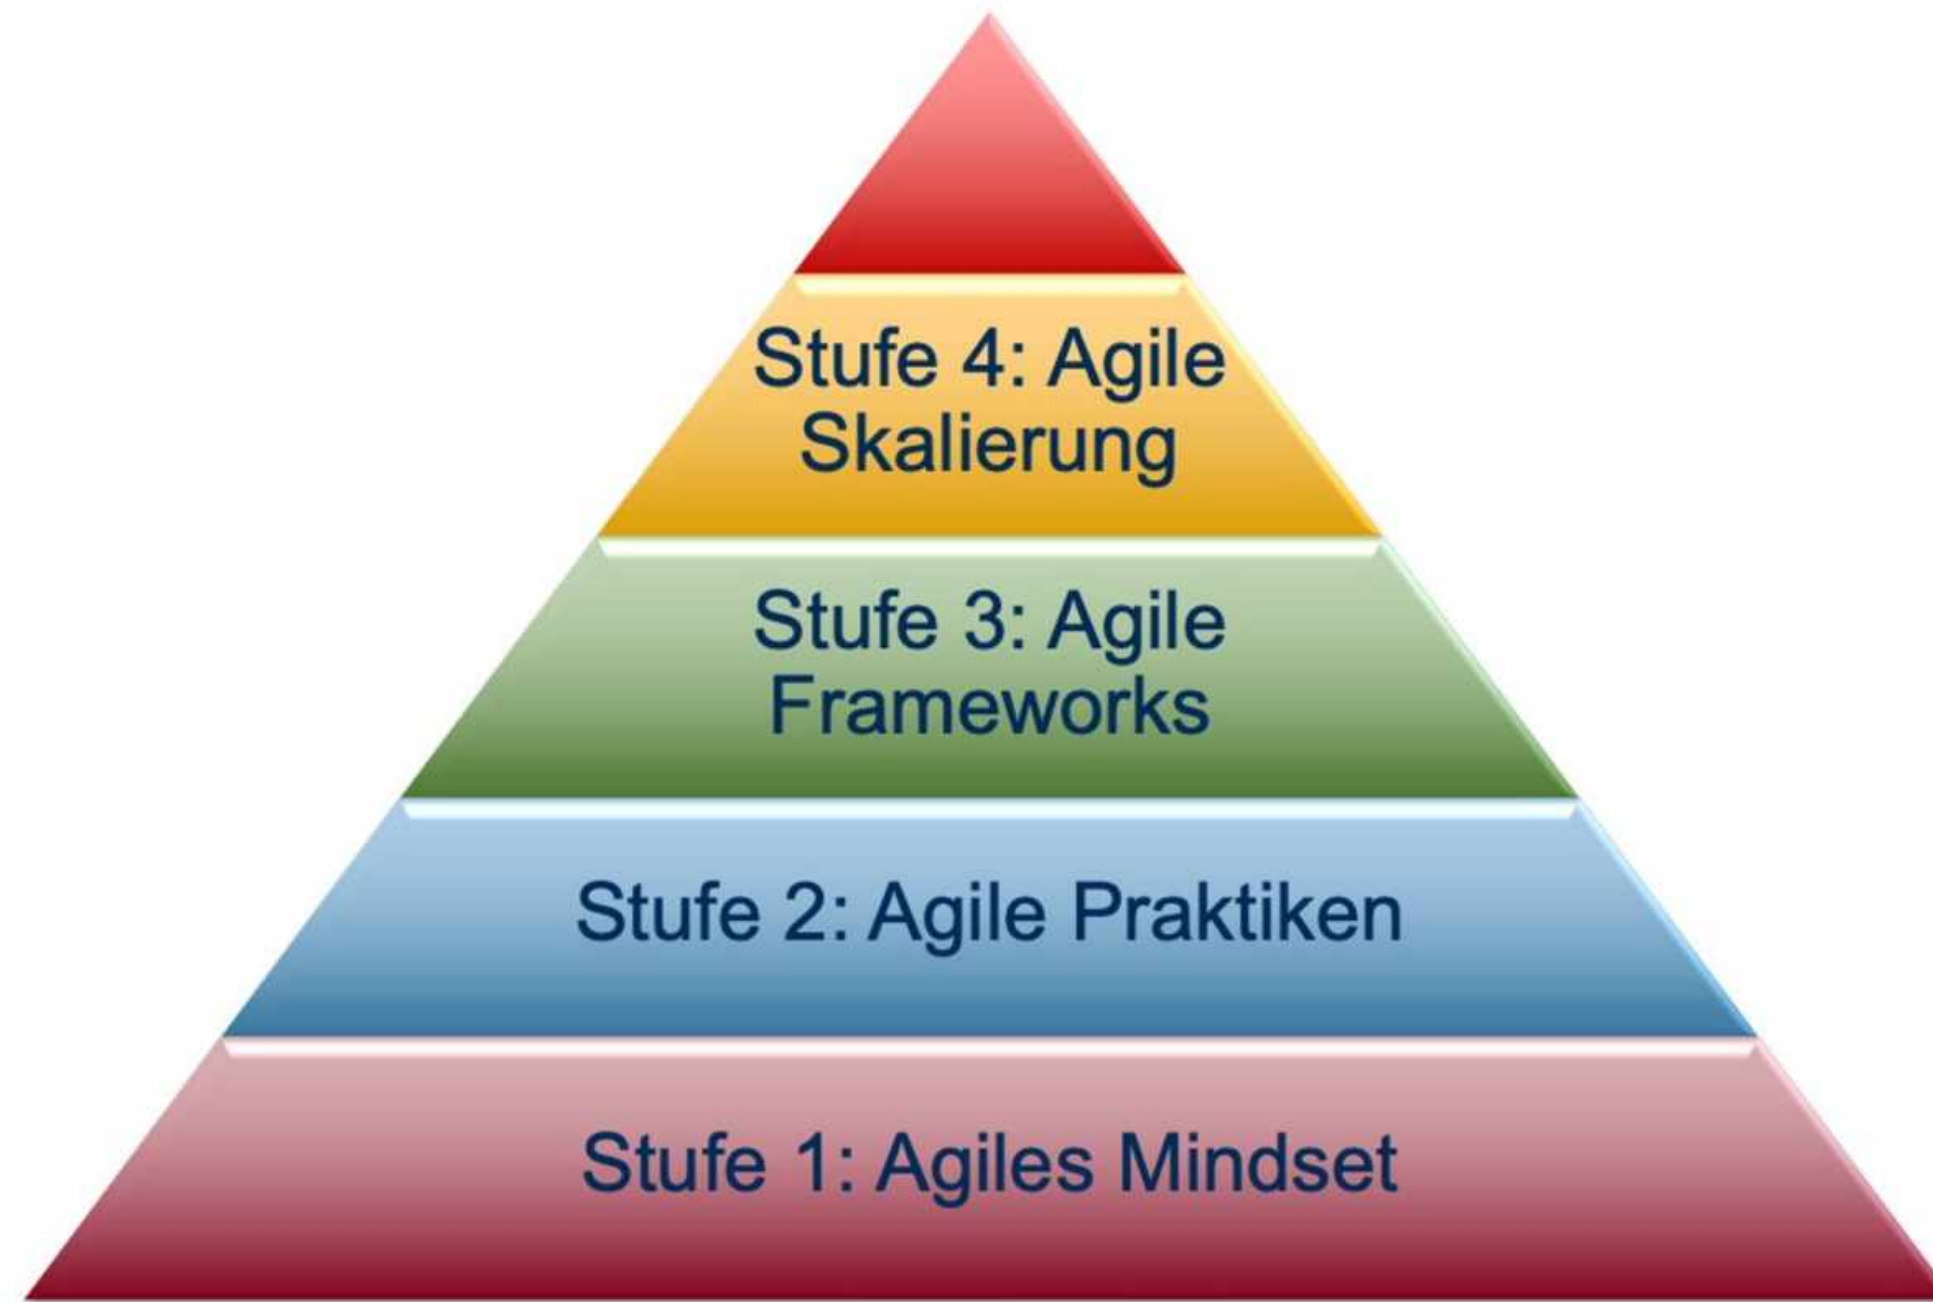 Stufe 4: Agile
Skalierung
Stufe 3: Agile
Frameworks
Stufe 2: Agile Praktiken
Stufe 1: Agiles Mindset